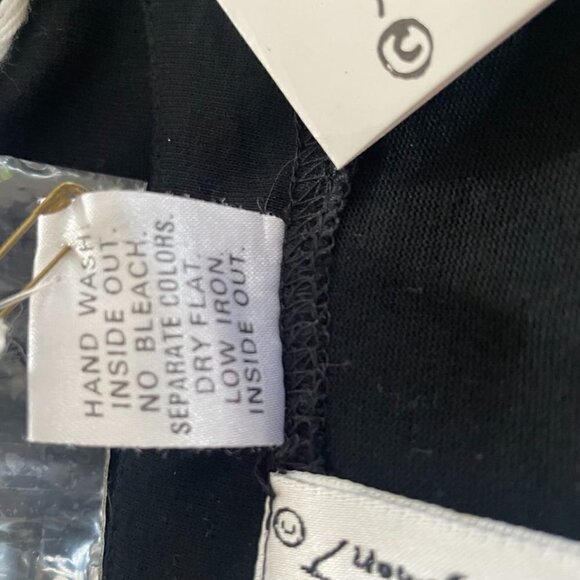 HAND WASH
INSIDE OUT.
NO BLEACH.
SEPARATE COLORS.
DRY FLAT.
LOW IRON
INSIDE OUT.
©
©